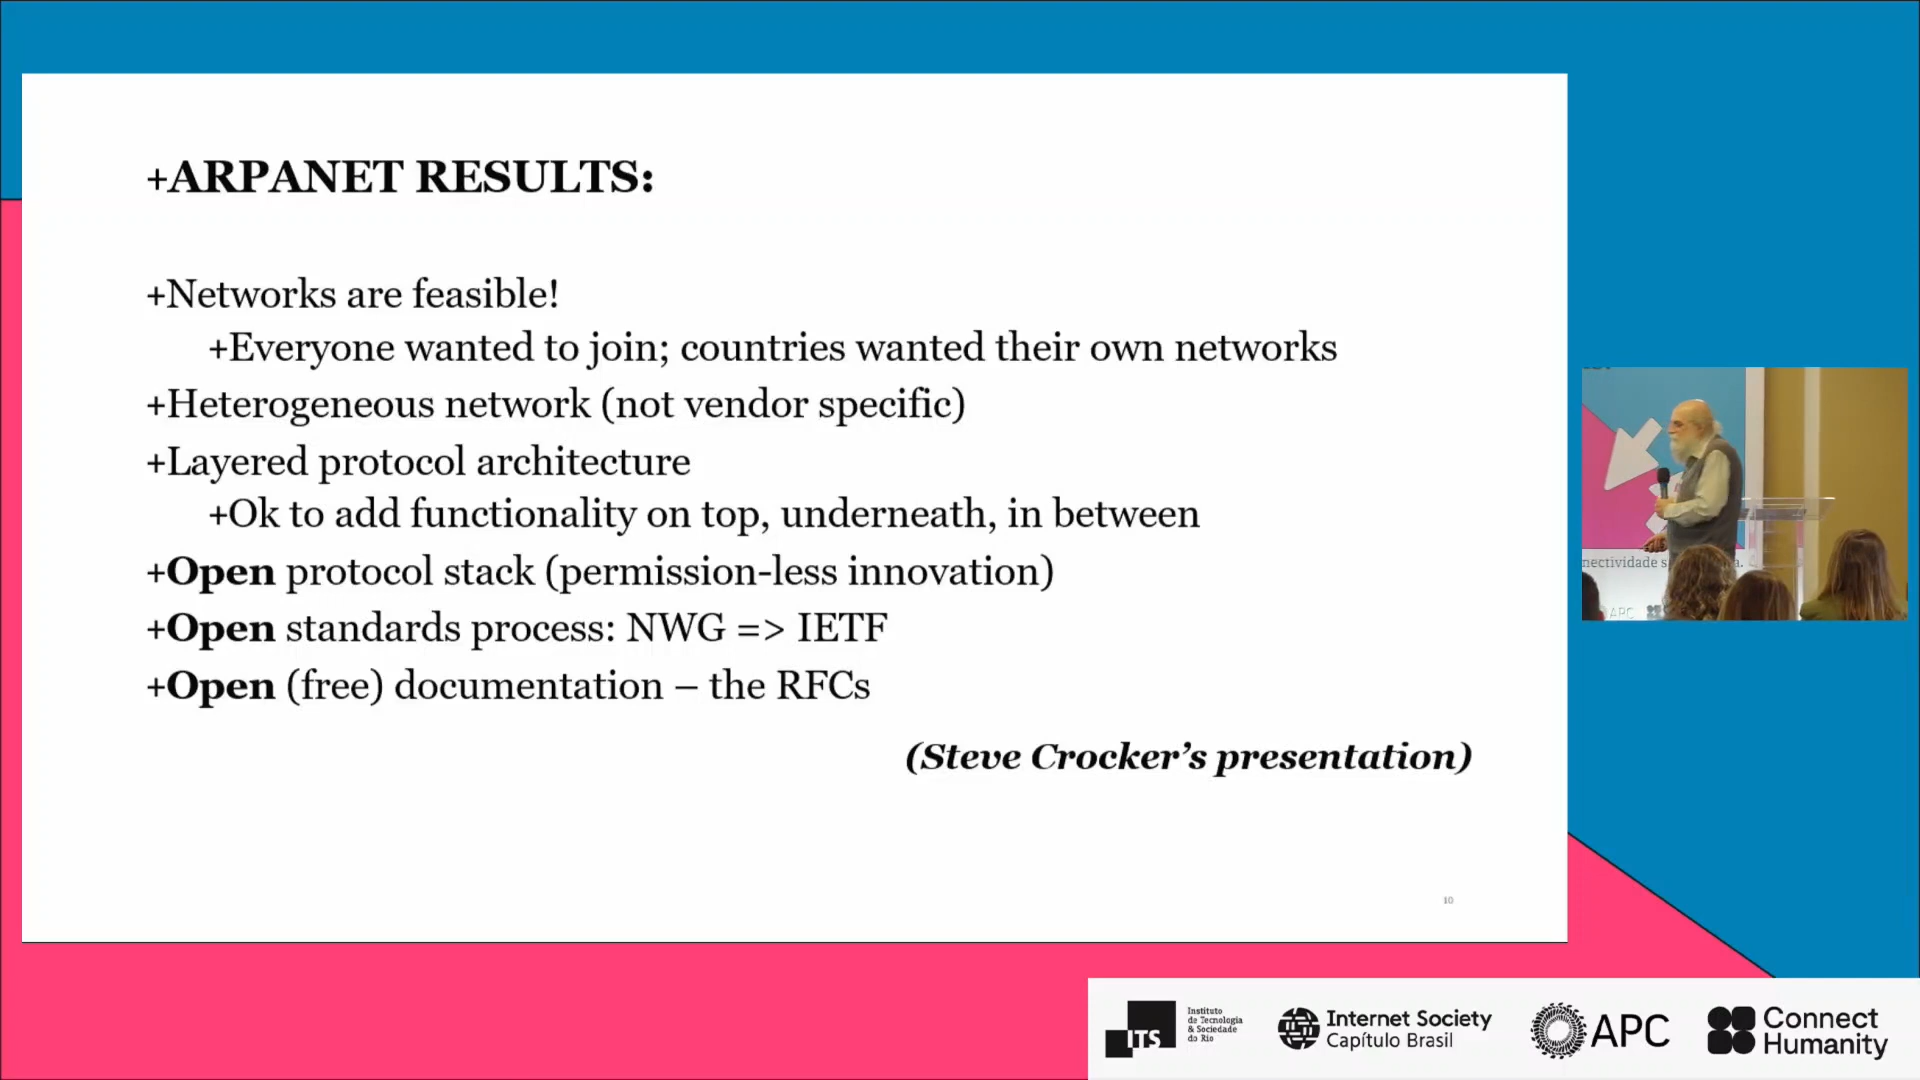 +ARPANET RESULTS:
+Networks are feasible!
+Everyone wanted to join; countries wanted their own networks
+Heterogeneous network (not vendor specific)
+Layered protocol architecture
+Ok to add functionality on top, underneath, in between
+Open protocol stack (permission-less innovation)
+Open standards process: NWG => IETF
+Open (free) documentation – the RFCs
(Steve Crocker's presentation)
10
nectividade s
a.
APC
ITS
Instituto
de Tecnologia
& Sociedade
do Rio
Internet Society
Capítulo Brasil
APC
Connect
Humanity